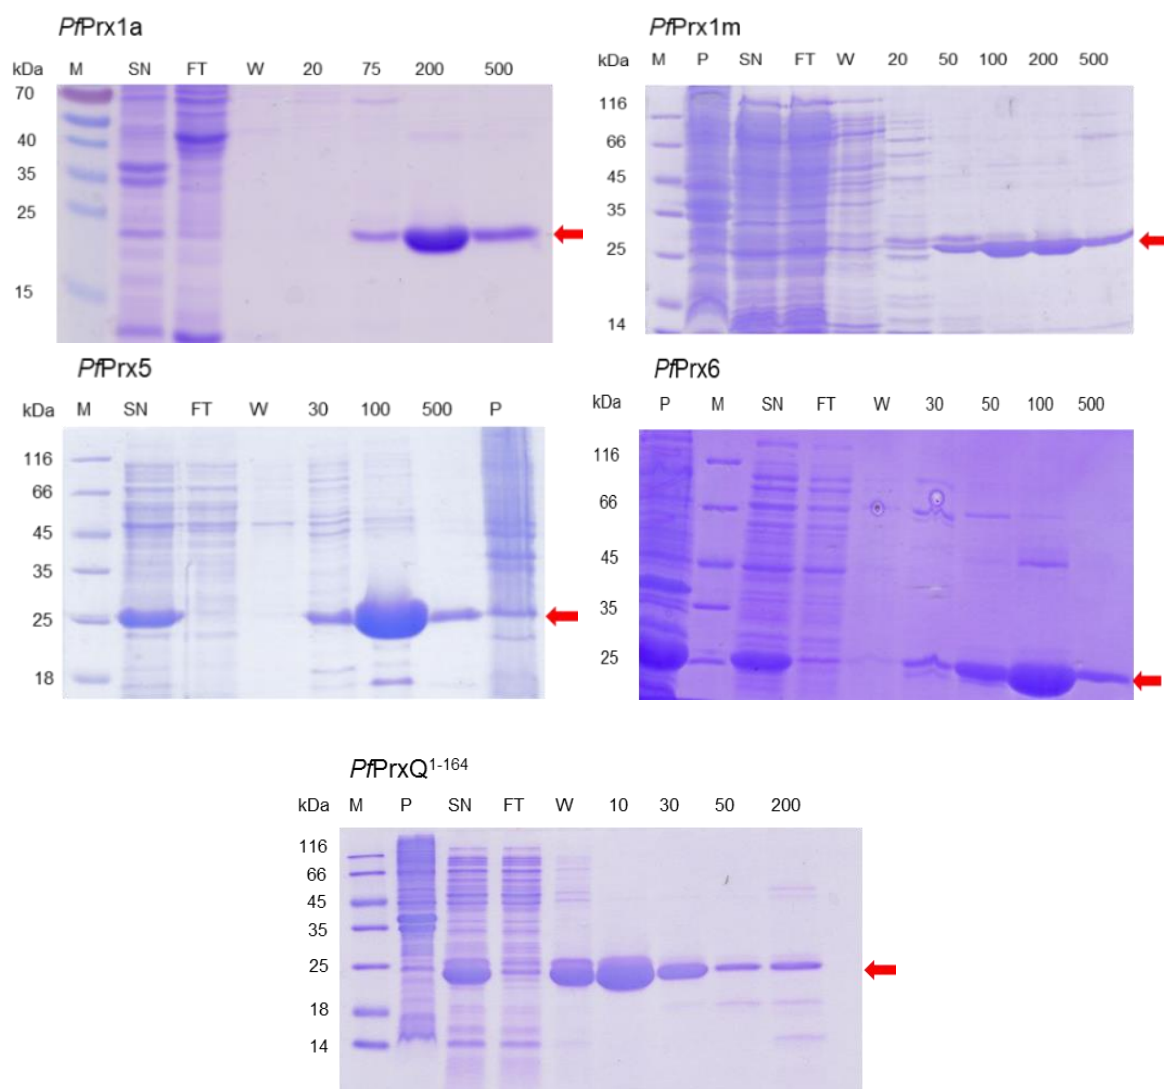 PfPrx1a
kDa M SN FT W 20 75 200 500
70
40
35
25
15
PfPrx1m
kDa M P SN FT W 20 50 100 200 500
116
66
45
35
25
14
PfPrx5
kDa M SN FT W 30 100 500 P
116
66
45
35
25
18
PfPrx6
kDa P M SN FT W 30 50 100 500
116
66
45
35
25
PfPrxQ1-164
kDa M P SN FT W 10 30 50 200
116
66
45
35
25
18
14